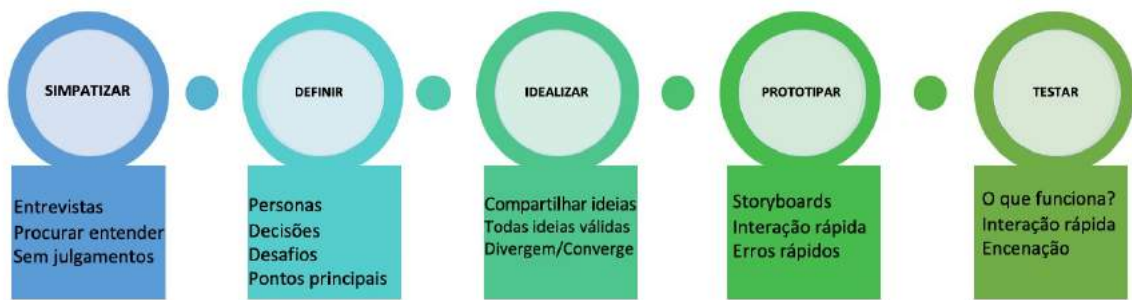 SIMPATIZAR
Entrevistas
Procurar entender
Sem julgamentos
DEFINIR
Personas
Decisões
Desafios
Pontos principais
IDEALIZAR
Compartilhar ideias
Todas ideias válidas
Divergem/Converge
PROTOTIPAR
Storyboards
Interação rápida
Erros rápidos
TESTAR
O que funciona?
Interação rápida
Encenação